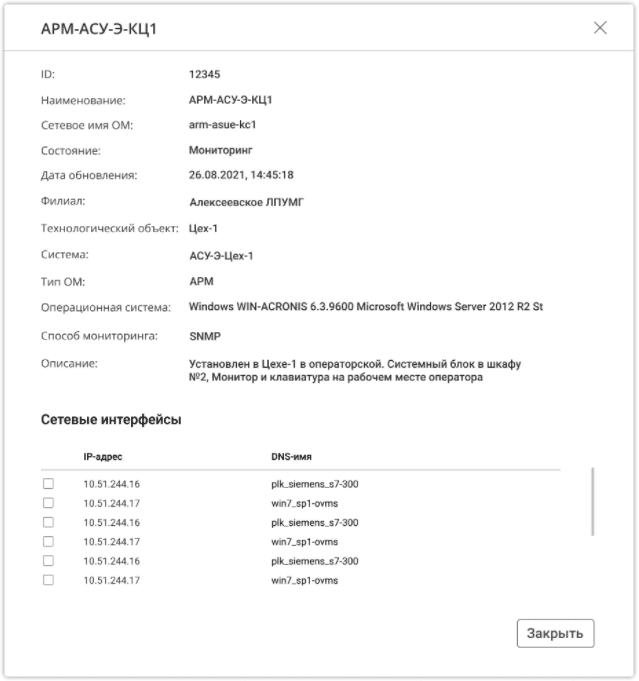 АРМ-АСУ-Э-КЦ1
ID: 12345
Наименование: АРМ-АСУ-Э-КЦ1
Сетевое имя ОМ: arm-asue-kc1
Состояние: Мониторинг
Дата обновления: 26.08.2021, 14:45:18
Филиал: Алексеевское ЛПУМГ
Технологический объект: Цех-1
Система: АСУ-Э-Цех-1
Тип ОМ: АРМ
Операционная система: Windows WIN-ACRONIS 6.3.9600 Microsoft Windows Server 2012 R2 St
Способ мониторинга: SNMP
Описание: Установлен в Цехе-1 в операторской. Системный блок в шкафу
№2, Монитор и клавиатура на рабочем месте оператора
Сетевые интерфейсы
IP-адрес DNS-имя
10.51.244.16 plk_siemens_s7-300
10.51.244.17 win7_sp1-ovms
10.51.244.16 plk_siemens_s7-300
10.51.244.17 win7_sp1-ovms
10.51.244.16 plk_siemens_s7-300
10.51.244.17 win7_sp1-ovms
Закрыть